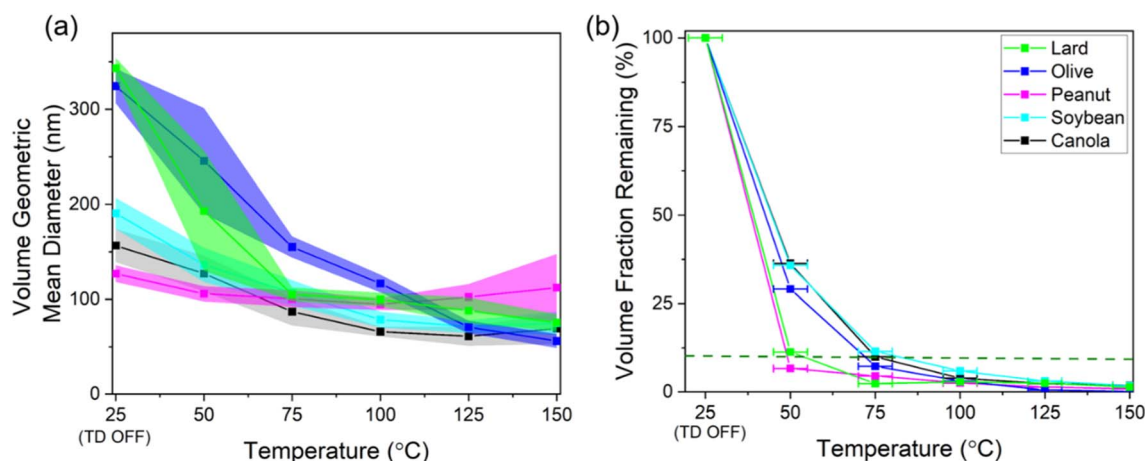 (a)
Volume Geometric
Mean Diameter (nm)
300
200
100
0
25
50
75
100
125
150
(TD OFF)
Temperature (°C)
(b)
Volume Fraction Remaining (%)
100
75
50
25
0
Lard
Olive
Peanut
Soybean
Canola
25
50
75
100
125
150
(TD OFF)
Temperature (°C)